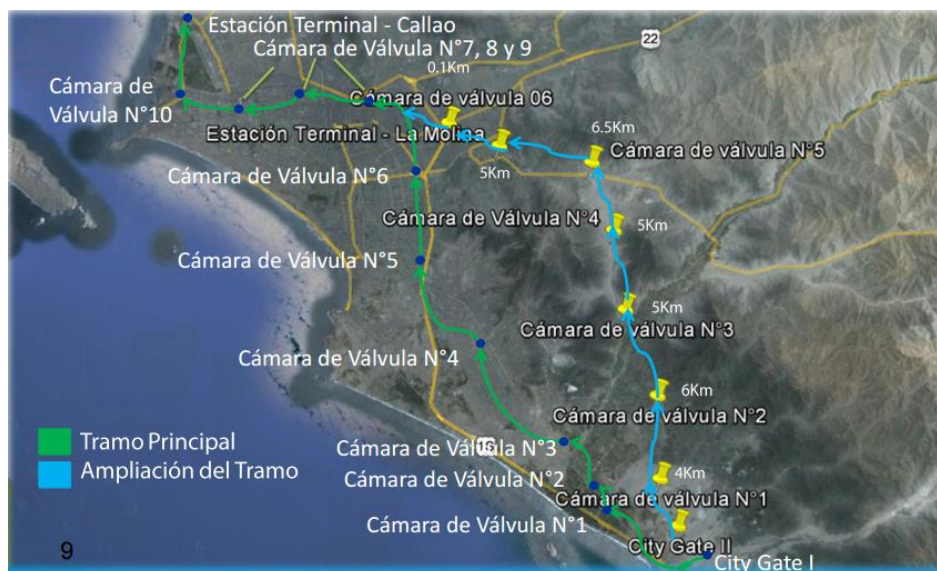 Estación Terminal - Callao
Cámara de Válvula N°7, 8 y 9
22
0.1Km
Cámara de
Válvula N°10
Cámara de válvula 06
Estación Terminal - La Molina
6.5Km
Cámara de válvula N°5
5Km
Cámara de Válvula N°6
Cámara de Válvula N°4
5Km
Cámara de Válvula N°5
5Km
Cámara de válvula N°3
Cámara de Válvula N°4
6Km
Cámara de válvula N°2
Tramo Principal
Cámara de Válvula N°3
Ampliación del Tramo
4Km
Cámara de Válvula N°2
Cámara de válvula N°1
Cámara de Válvula N°1
City Gate II
9
City Gate I